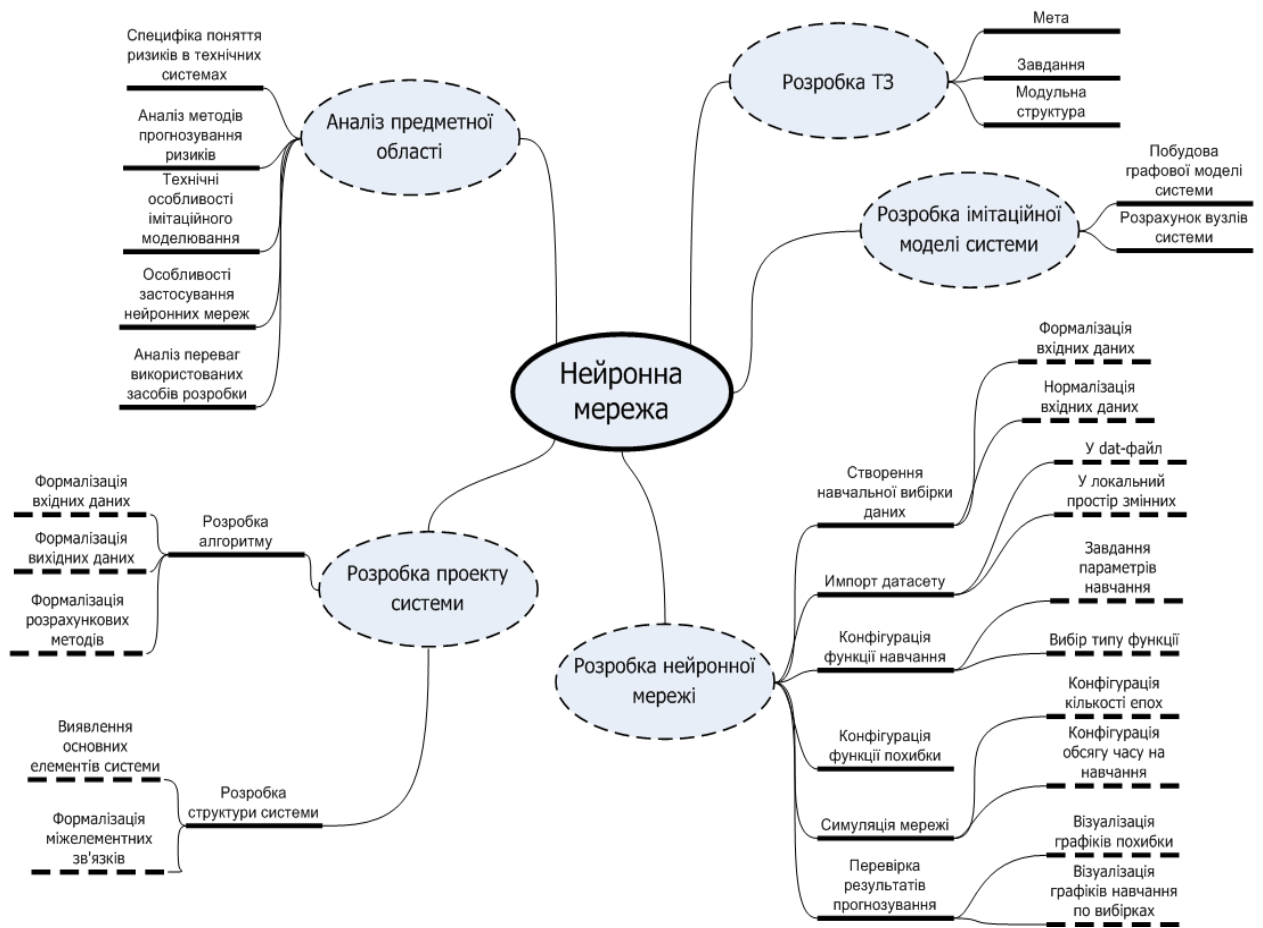 Нейронна
мережа
Аналіз предметної
області
Специфіка поняття
ризиків в технічних
системах
Аналіз методів
прогнозування
ризиків
Технічні
особливості
імітаційного
моделювання
Особливості
застосування
нейронних мереж
Аналіз переваг
використованих
засобів розробки
Розробка ТЗ
Мета
Завдання
Модульна
структура
Розробка імітаційної
моделі системи
Побудова
графової моделі
системи
Розрахунок вузлів
системи
Розробка проекту
системи
Розробка
алгоритму
Формалізація
вхідних даних
Формалізація
вихідних даних
Формалізація
розрахункових
методів
Розробка
структури системи
Виявлення
основних
елементів системи
Формалізація
міжелементних
зв'язків
Розробка нейронної
мережі
Створення
навчальної вибірки
даних
Формалізація
вхідних даних
Нормалізація
вхідних даних
Импорт датасету
У dat-файл
У локальний
простір змінних
Конфігурація
функції навчання
Завдання
параметрів
навчання
Вибір типу функції
Конфігурація
функції похибки
Симуляція мережі
Конфігурація
кількості епох
Конфігурація
обсягу часу на
навчання
Перевірка
результатів
прогнозування
Візуалізація
графіків похибки
Візуалізація
графіків навчання
по вибірках